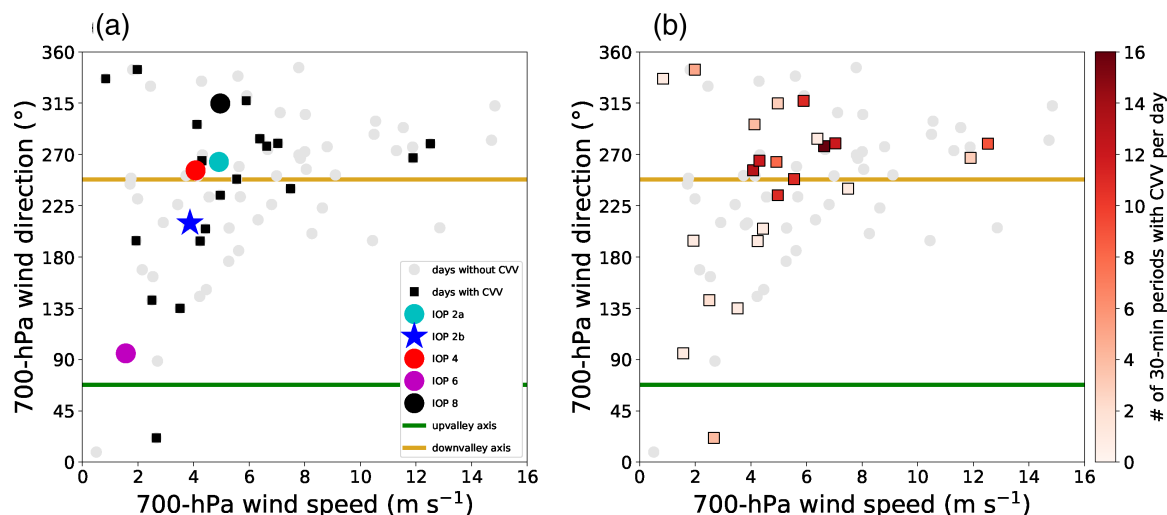 (a)
(b)
360
315
270
225
180
135
90
45
0
700-hPa wind direction (°)
0
2
4
6
8
10
12
14
16
700-hPa wind speed (m s⁻¹)
days without CVV
days with CVV
IOP 2a
IOP 2b
IOP 4
IOP 6
IOP 8
upvalley axis
downvalley axis
360
315
270
225
180
135
90
45
0
700-hPa wind direction (°)
0
2
4
6
8
10
12
14
16
700-hPa wind speed (m s⁻¹)
16
14
12
10
8
6
4
2
0
# of 30-min periods with CVV per day